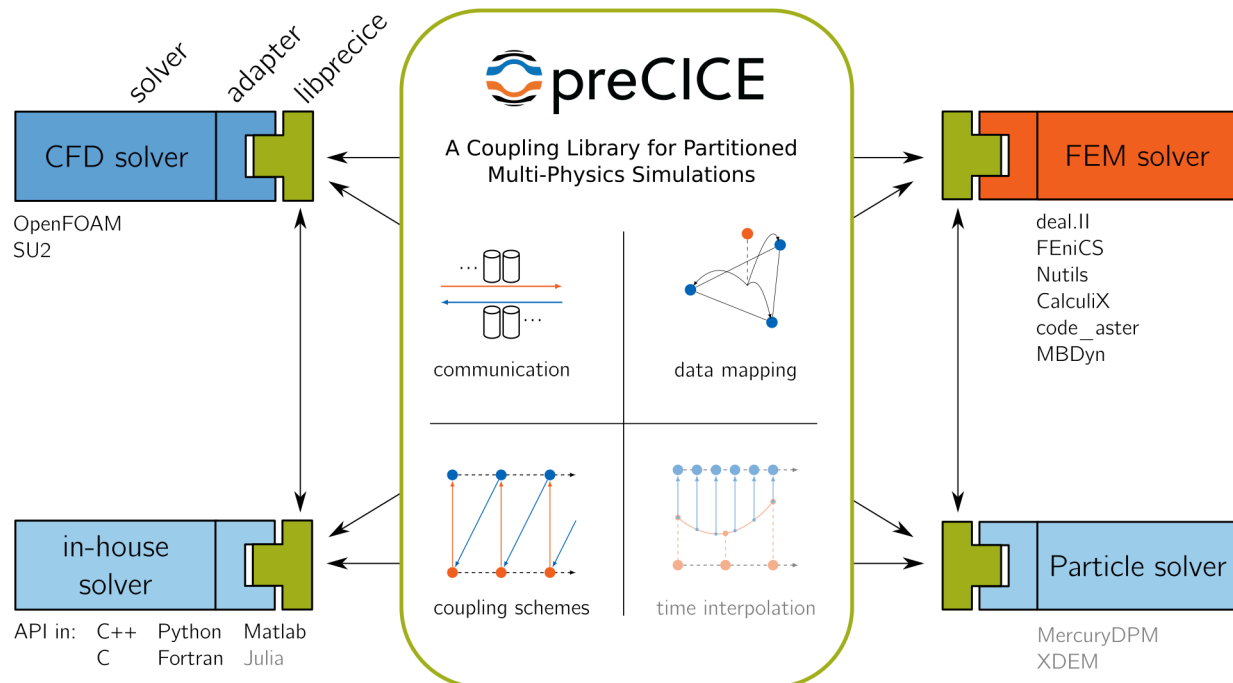 solver
adapter
libprecice
CFD solver
OpenFOAM
SU2
preCICE
A Coupling Library for Partitioned
Multi-Physics Simulations
...
...
communication
data mapping
coupling schemes
time interpolation
FEM solver
deal.II
FEniCS
Nutils
CalculiX
code_aster
MBDyn
in-house
solver
API in: C++ Python Matlab
C Fortran Julia
Particle solver
MercuryDPM
XDEM